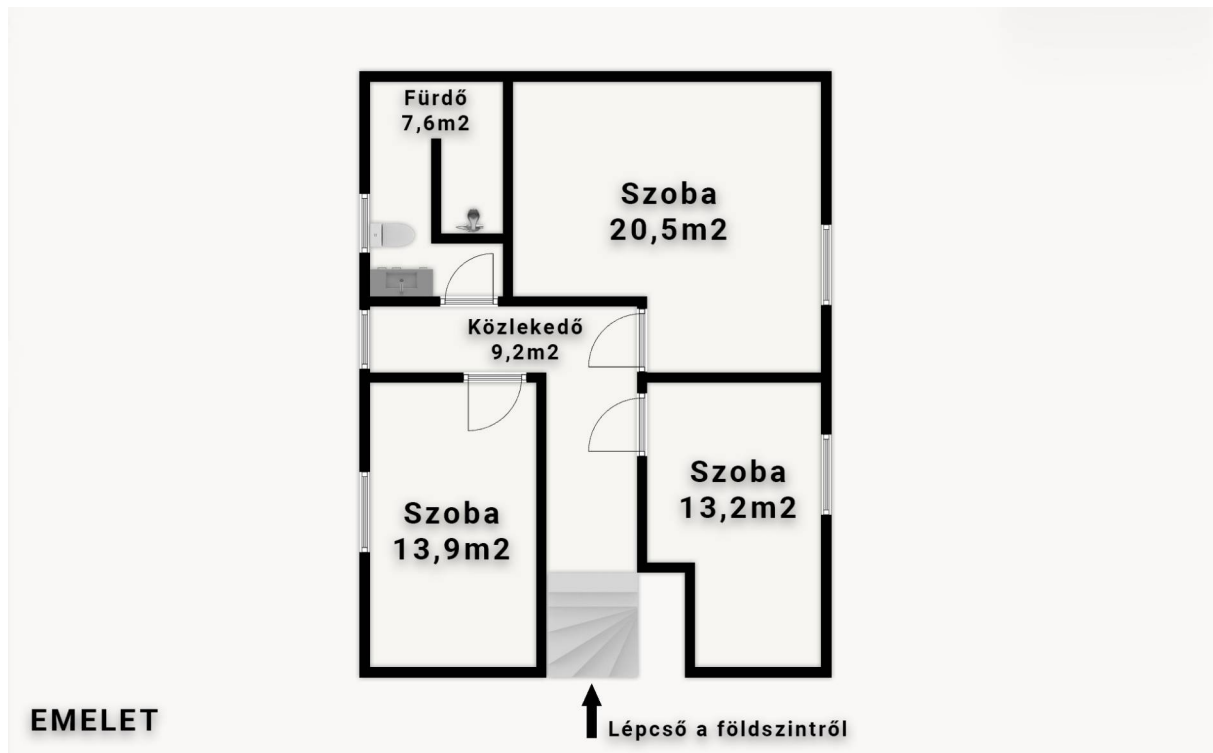 Fürdő
7,6m2
Szoba
20,5m2
Közlekedő
9,2m2
Szoba
13,2m2
Szoba
13,9m2
EMELET
Lépcső a földszintről